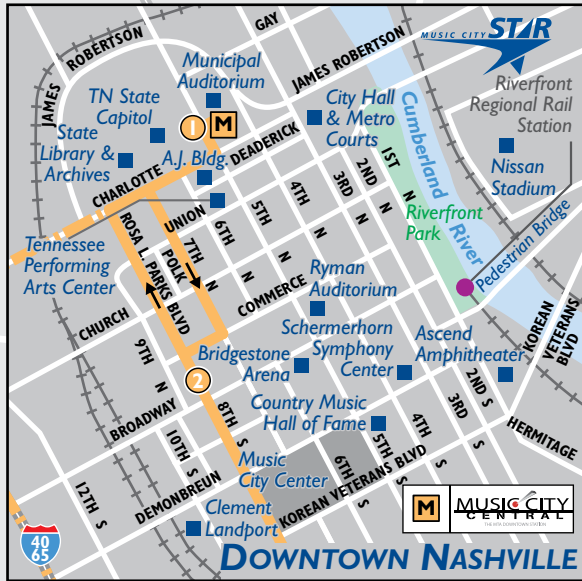 MUSIC CITY STAR
Riverfront
Regional Rail
Station
GAY
ROBERTSON
JAMES
JAMES ROBERTSON
Municipal
Auditorium
TN State
Capitol
1
M
City Hall
& Metro
Courts
Cumberland
River
Nissan
Stadium
State
Library &
Archives
A.J. Bldg.
DEADERICK
CHARLOTTE
1ST N
2ND N
3RD N
4TH N
5TH N
6TH N
7TH N
UNION
POLK
Riverfront
Park
Pedestrian Bridge
Tennessee
Performing
Arts Center
ROSA L. PARKS BLVD
CHURCH
COMMERCE
Ryman
Auditorium
Schermerhorn
Symphony
Center
Ascend
Amphitheater
KOREAN
VETERANS BLVD
9TH N
Bridgestone
Arena
2
BROADWAY
8TH S
Country Music
Hall of Fame
2ND S
3RD S
4TH S
5TH S
6TH S
HERMITAGE
10TH S
Music
City Center
12TH S
DEMONBREUN
KOREAN VETERANS BLVD
Clement
Landport
M
MUSIC CITY
CENTRAL
40
65
DOWNTOWN NASHVILLE